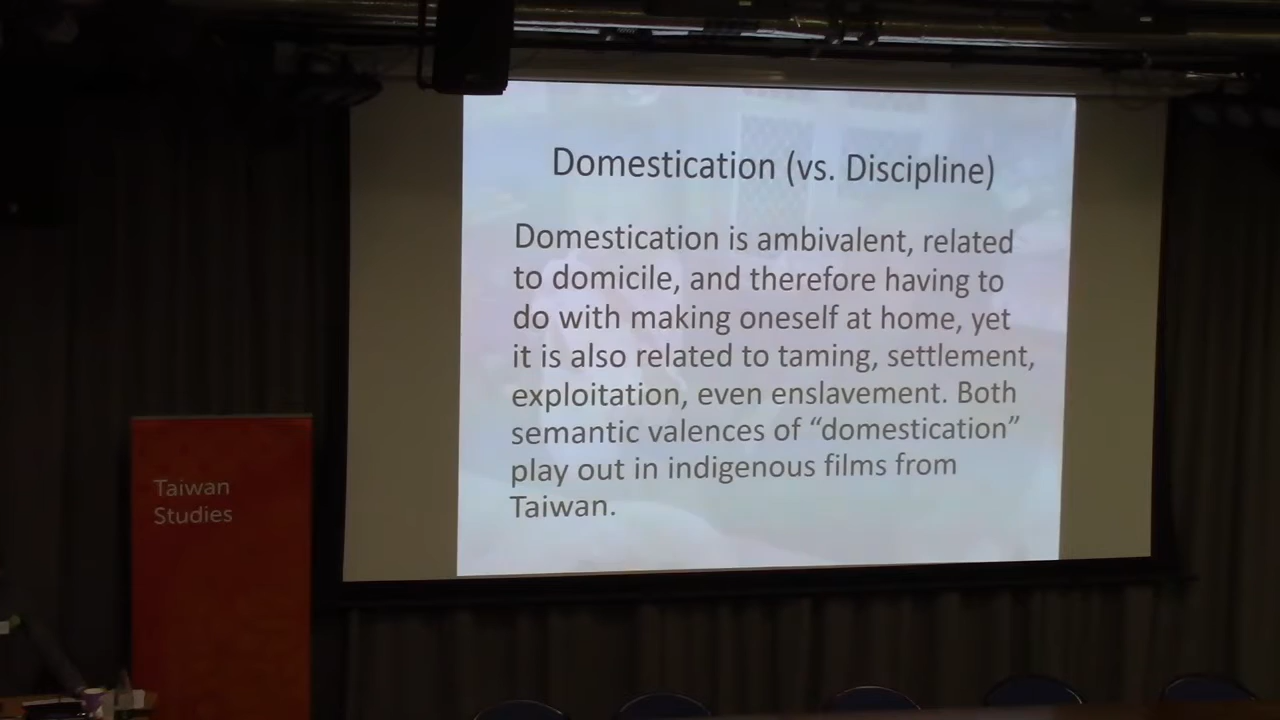 Domestication (vs. Discipline)
Domestication is ambivalent, related
to domicile, and therefore having to
do with making oneself at home, yet
it is also related to taming, settlement,
exploitation, even enslavement. Both
semantic valences of “domestication”
play out in indigenous films from
Taiwan.
Taiwan
Studies